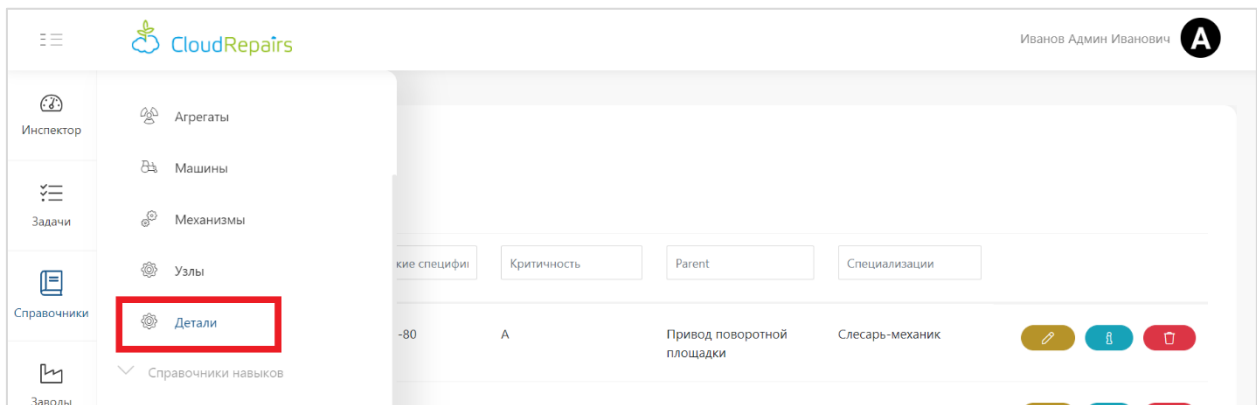 CloudRepairs
Иванов Админ Иванович
A
Инспектор
Задачи
Справочники
Заводы
Агрегаты
Машины
Механизмы
Узлы
Детали
Справочники навыков
кие специфи
Критичность
Parent
Специализации
-80
A
Привод поворотной
площадки
Слесарь-механик